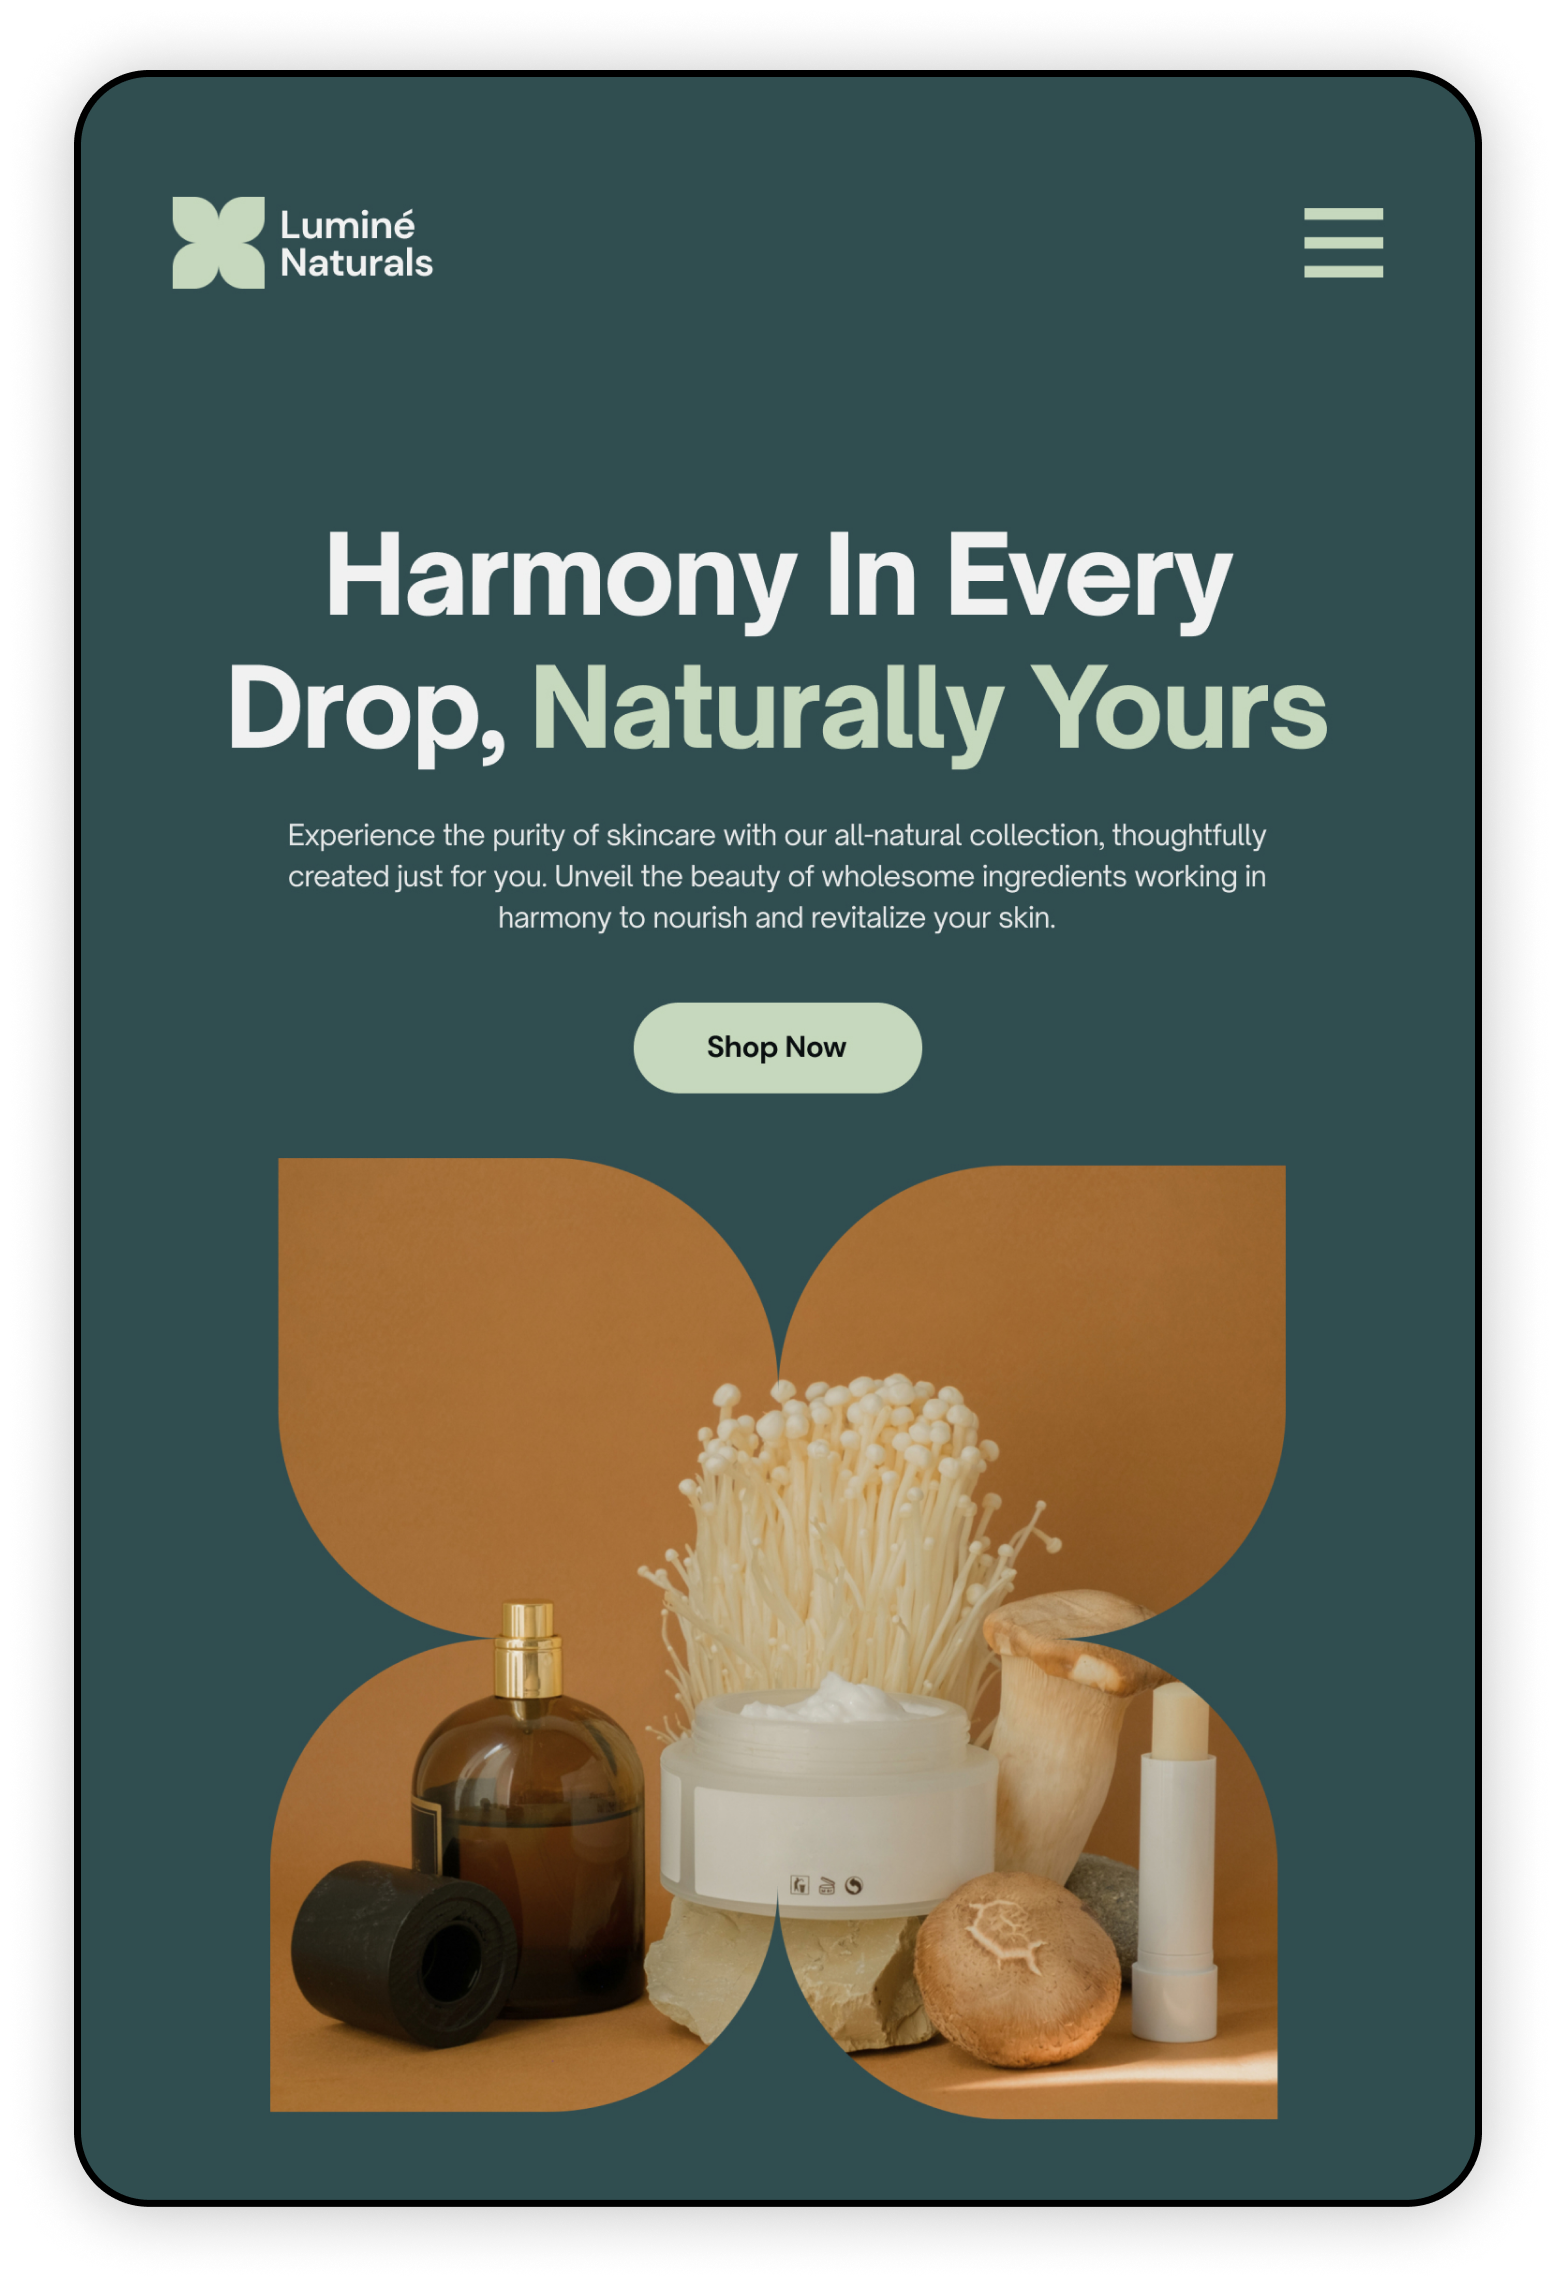 Luminé
Naturals
Harmony In Every
Drop, Naturally Yours
Experience the purity of skincare with our all-natural collection, thoughtfully
created just for you. Unveil the beauty of wholesome ingredients working in
harmony to nourish and revitalize your skin.
Shop Now